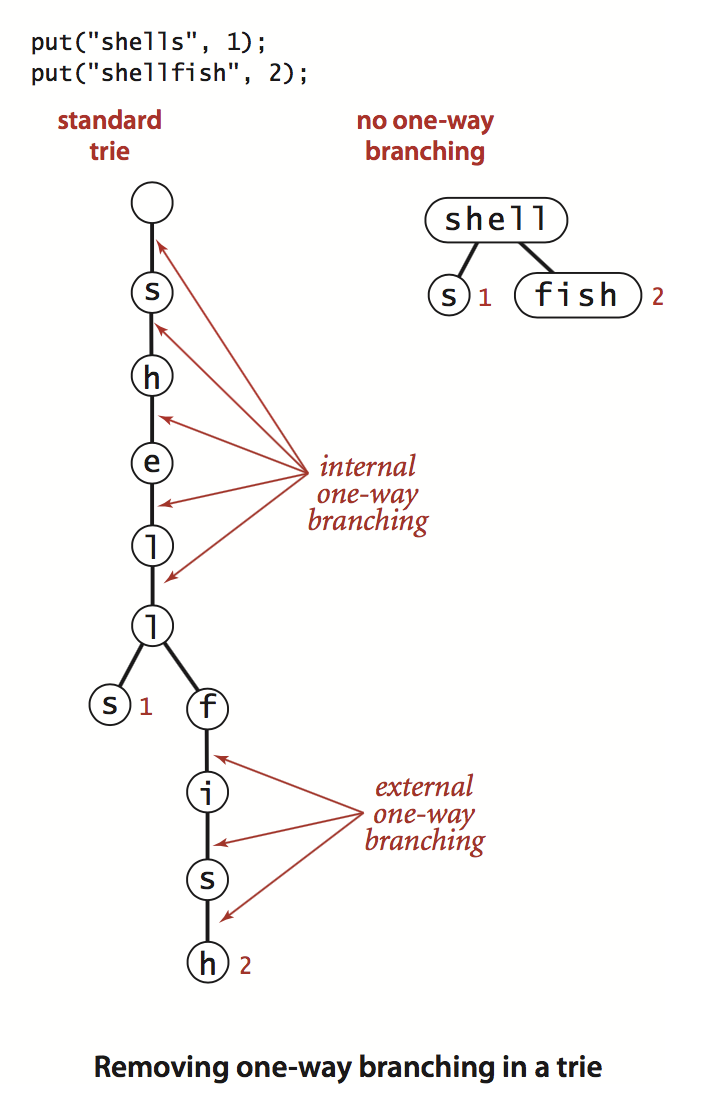 put("shells", 1);
put("shellfish", 2);
standard
trie
no one-way
branching
s
h
e
l
l
s 1
f
i
s
h 2
internal
one-way
branching
external
one-way
branching
shell
s 1
fish 2
Removing one-way branching in a trie